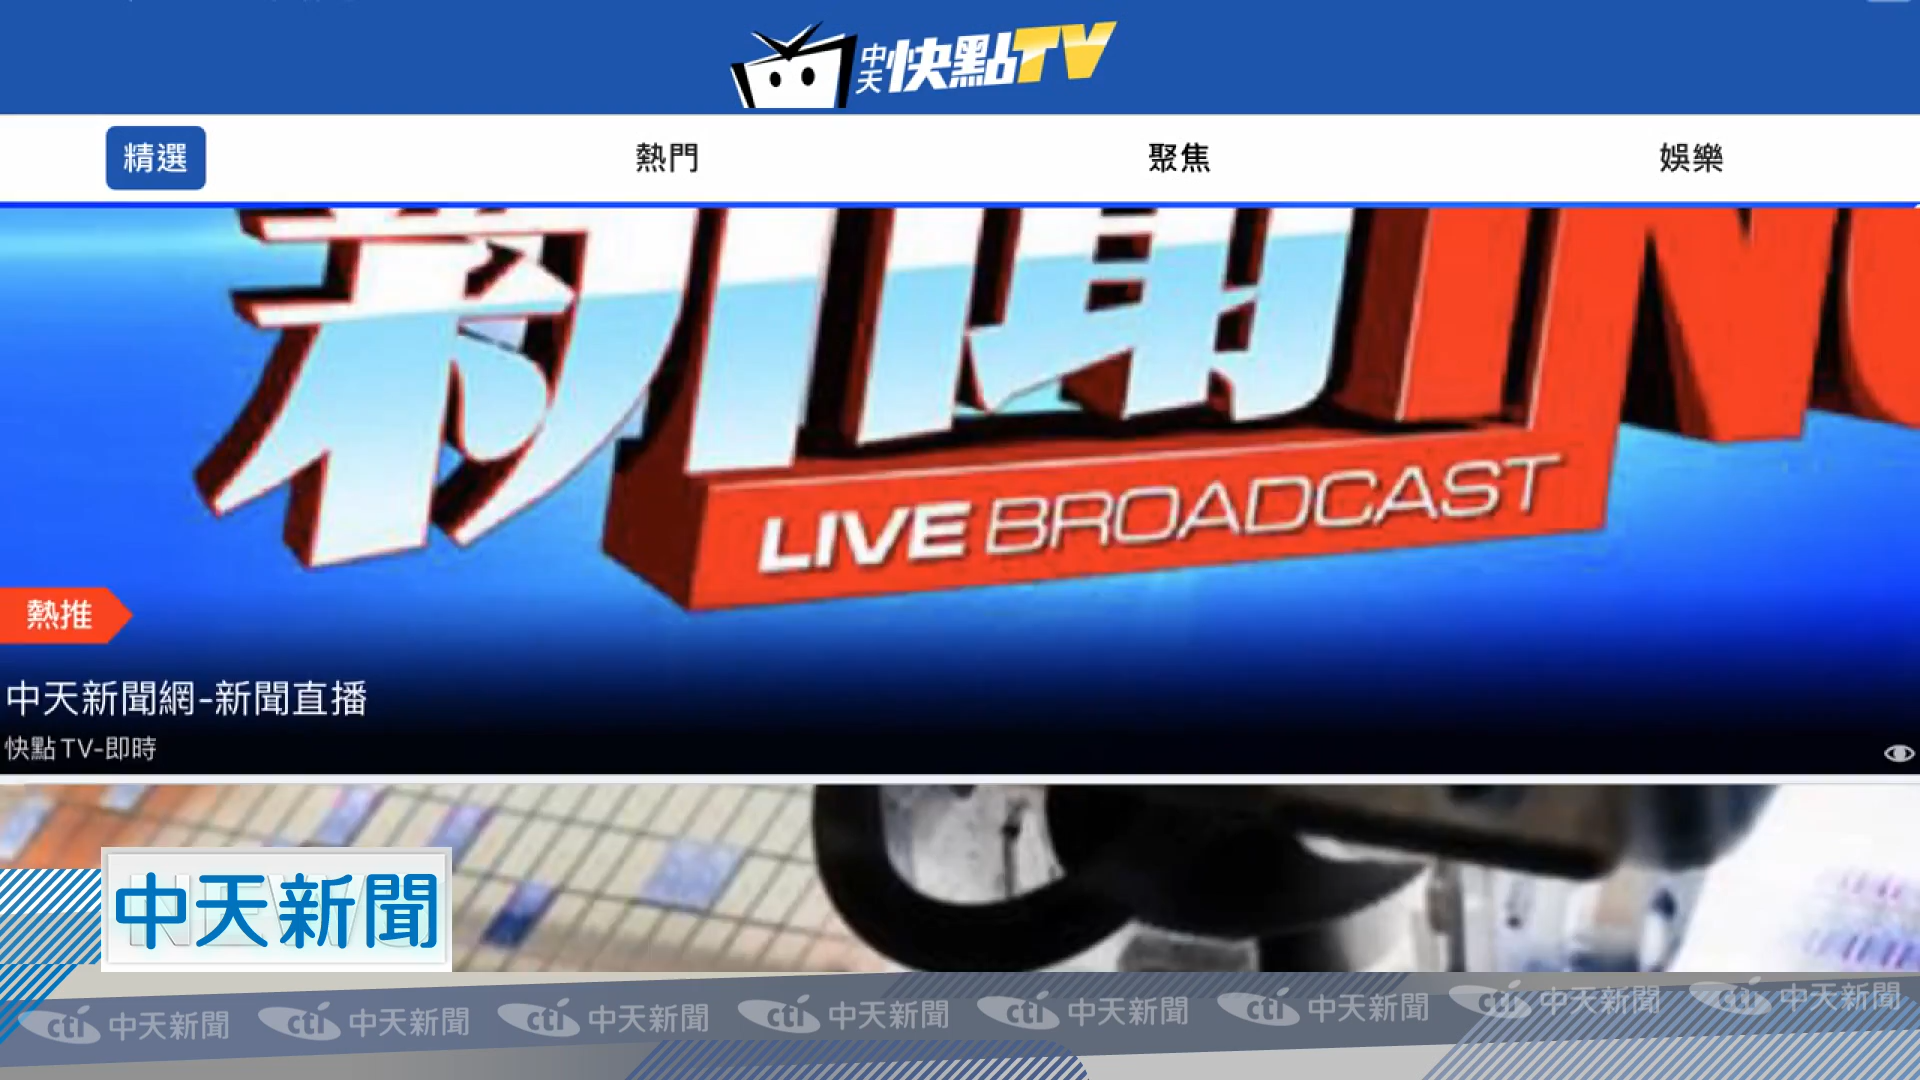 中天快點TV
精選 熱門 聚焦 娛樂
新聞
LIVE BROADCAST
熱推
中天新聞網-新聞直播
快點TV-即時
中天新聞
cti 中天新聞 cti 中天新聞 cti 中天新聞 cti 中天新聞 cti 中天新聞 cti 中天新聞 cti 中天新聞 cti 中天新聞